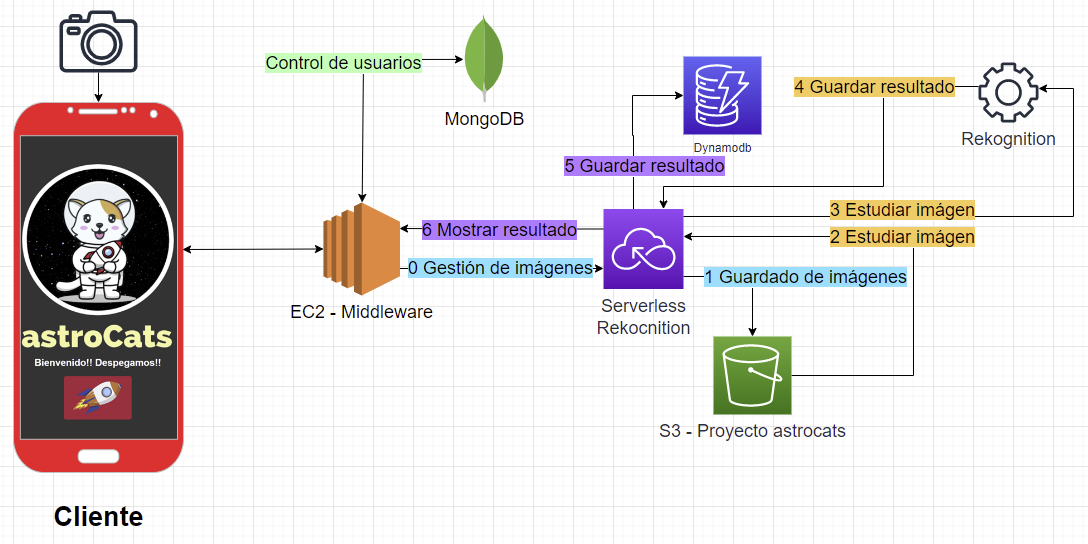 Control de usuarios
MongoDB
Dynamodb
4 Guardar resultado
Rekognition
5 Guardar resultado
3 Estudiar imágen
2 Estudiar imágen
6 Mostrar resultado
0 Gestión de imágenes
1 Guardado de imágenes
EC2 - Middleware
Serverless
Rekocnition
astroCats
Bienvenido!! Despegamos!!
S3 - Proyecto astrocats
Cliente